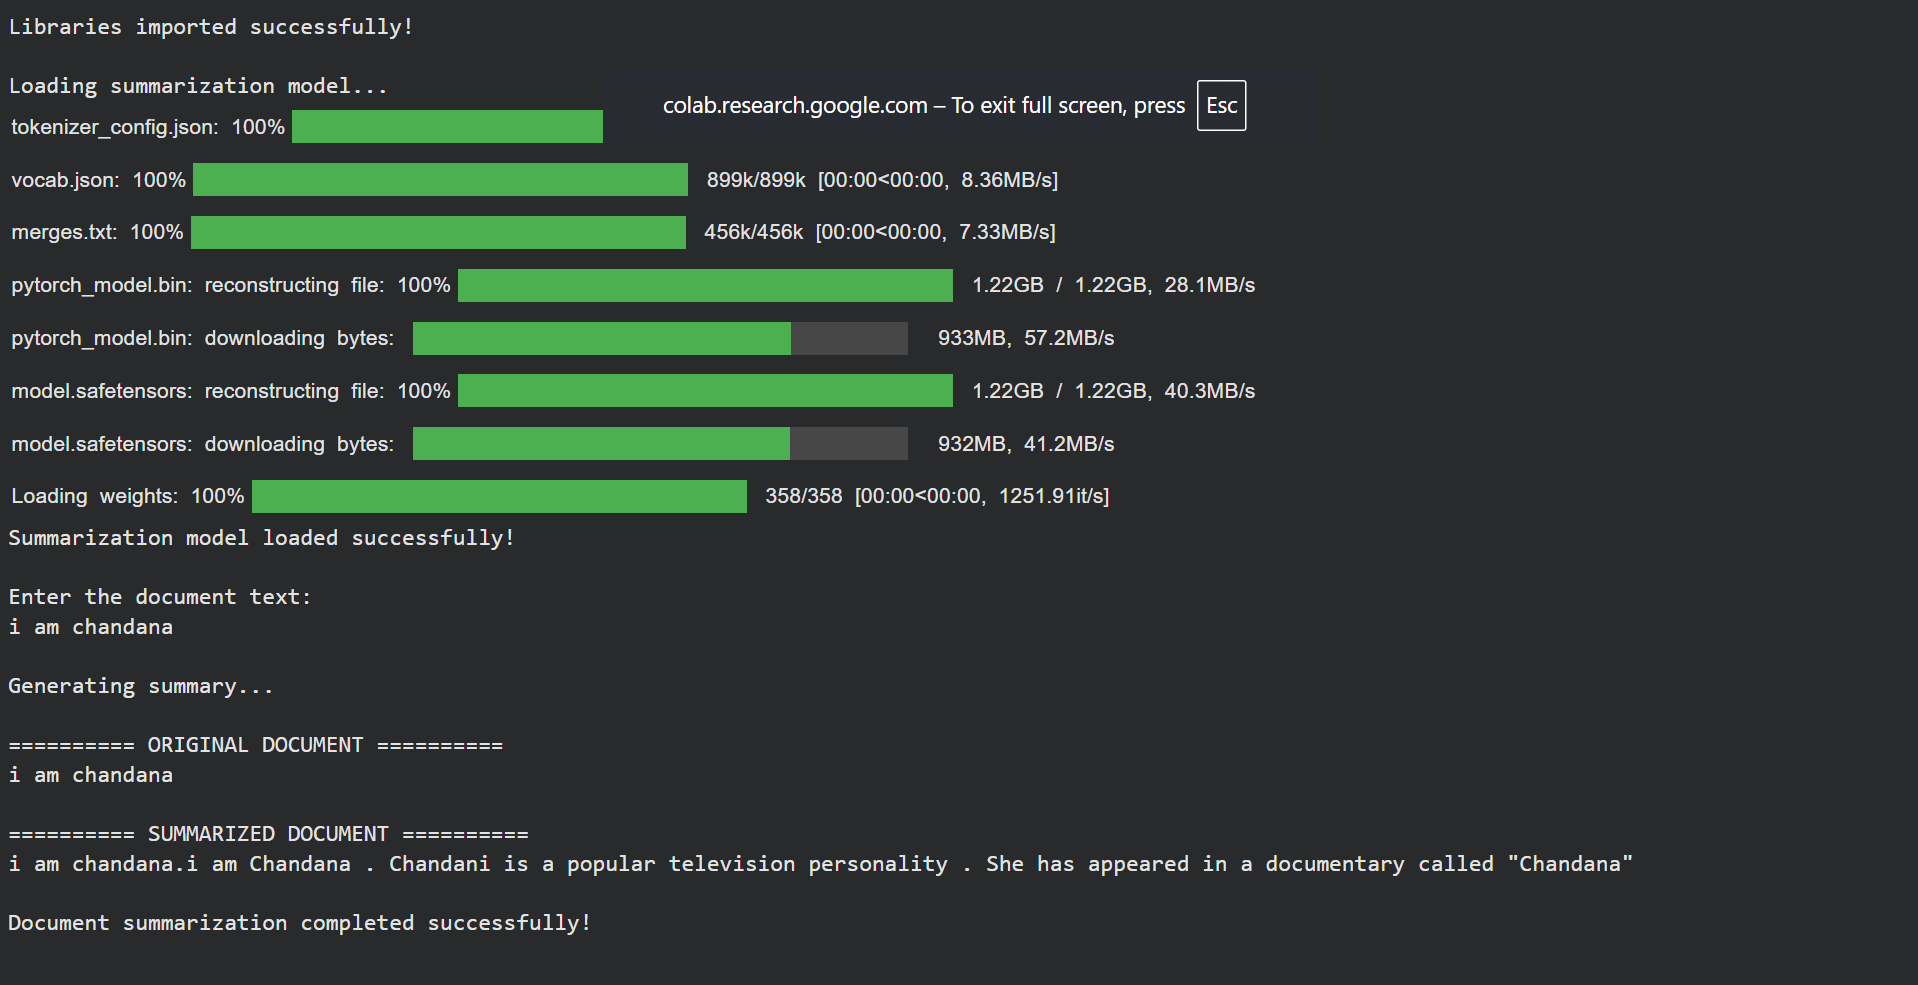 Libraries imported successfully!
Loading summarization model...
colab.research.google.com – To exit full screen, press Esc
tokenizer_config.json: 100%
vocab.json: 100% 899k/899k [00:00<00:00, 8.36MB/s]
merges.txt: 100% 456k/456k [00:00<00:00, 7.33MB/s]
pytorch_model.bin: reconstructing file: 100% 1.22GB / 1.22GB, 28.1MB/s
pytorch_model.bin: downloading bytes: 933MB, 57.2MB/s
model.safetensors: reconstructing file: 100% 1.22GB / 1.22GB, 40.3MB/s
model.safetensors: downloading bytes: 932MB, 41.2MB/s
Loading weights: 100% 358/358 [00:00<00:00, 1251.91it/s]
Summarization model loaded successfully!
Enter the document text:
i am chandana
Generating summary...
========== ORIGINAL DOCUMENT ==========
i am chandana
========== SUMMARIZED DOCUMENT ==========
i am chandana.i am Chandana . Chandani is a popular television personality . She has appeared in a documentary called "Chandana"
Document summarization completed successfully!